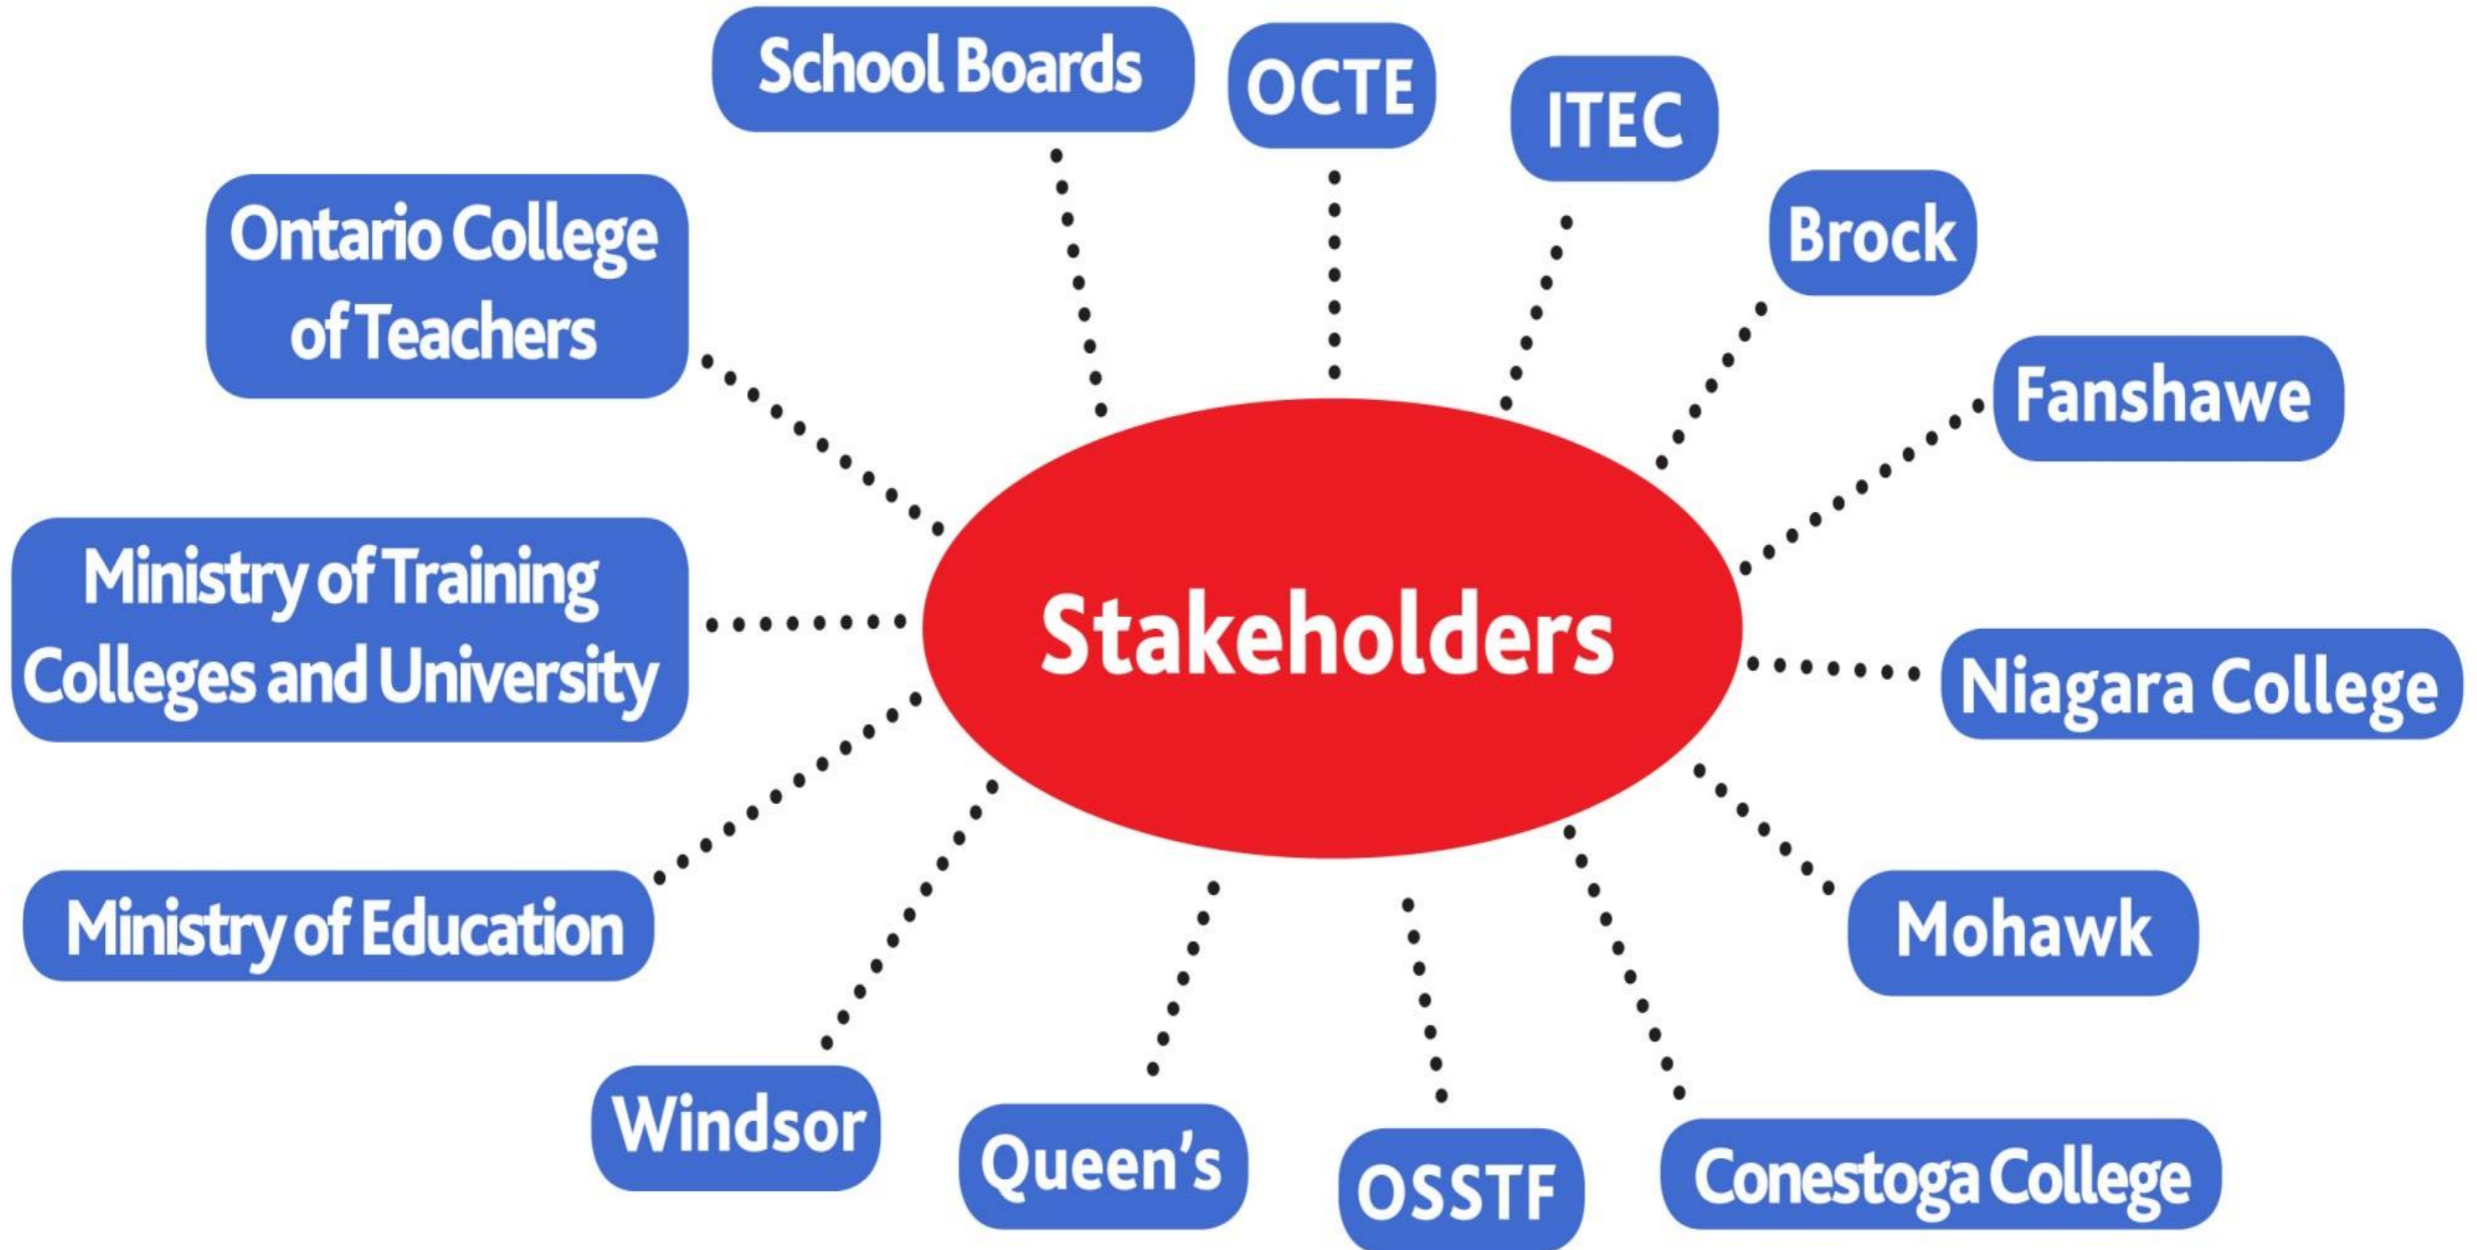 School Boards
OCTE
ITEC
Brock
Ontario College
of Teachers
Fanshawe
Ministry of Training
Colleges and University
Stakeholders
Niagara College
Ministry of Education
Mohawk
Windsor
Queen's
OSSTF
Conestoga College